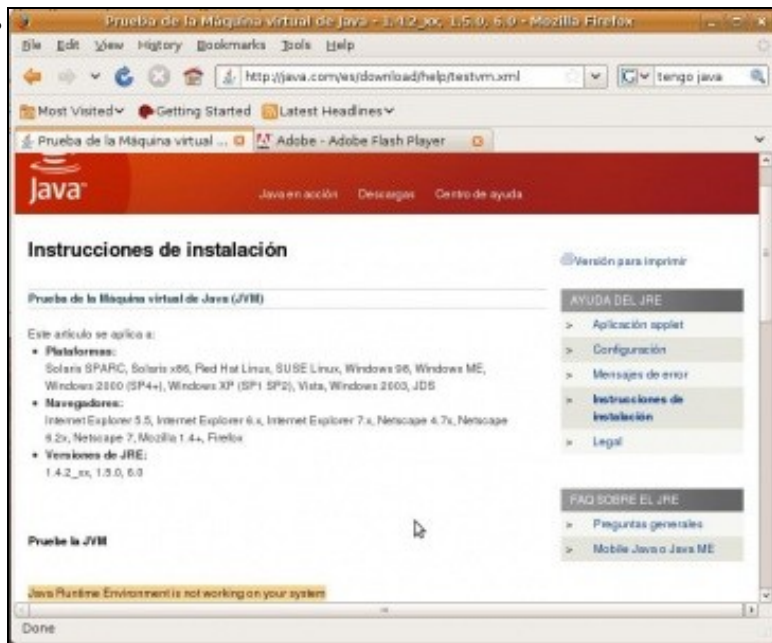 Prueba de la Máquina virtual de Java - 1.4.2_xx, 1.5.0, 6.0 - Mozilla Firefox
File Edit View History Bookmarks Tools Help
http://java.com/es/download/help/testvm.xml
tengo java
Most Visited
Getting Started
Latest Headlines
Prueba de la Máquina virtual ...
Adobe - Adobe Flash Player
Java
Java en acción Descargas Centro de ayuda
Instrucciones de instalación
Versión para imprimir
Prueba de la Máquina virtual de Java (JVM)
Este artículo se aplica a:
Plataformas:
Solaris SPARC, Solaris x86, Red Hat Linux, SUSE Linux, Windows 98, Windows ME,
Windows 2000 (SP4+), Windows XP (SP1 SP2), Vista, Windows 2003, JDS
Navegadores:
Internet Explorer 5.5, Internet Explorer 6.x, Internet Explorer 7.x, Netscape 4.7x, Netscape
6.2x, Netscape 7, Mozilla 1.4+, Firefox
Versiones de JRE:
1.4.2_xx, 1.5.0, 6.0
Pruebe la JVM
Java Runtime Environment is not working on your system
AYUDA DEL JRE
Aplicación applet
Configuración
Mensajes de error
Instrucciones de
instalación
Legal
FAQ SOBRE EL JRE
Preguntas generales
Mobile Java o Java ME
Done